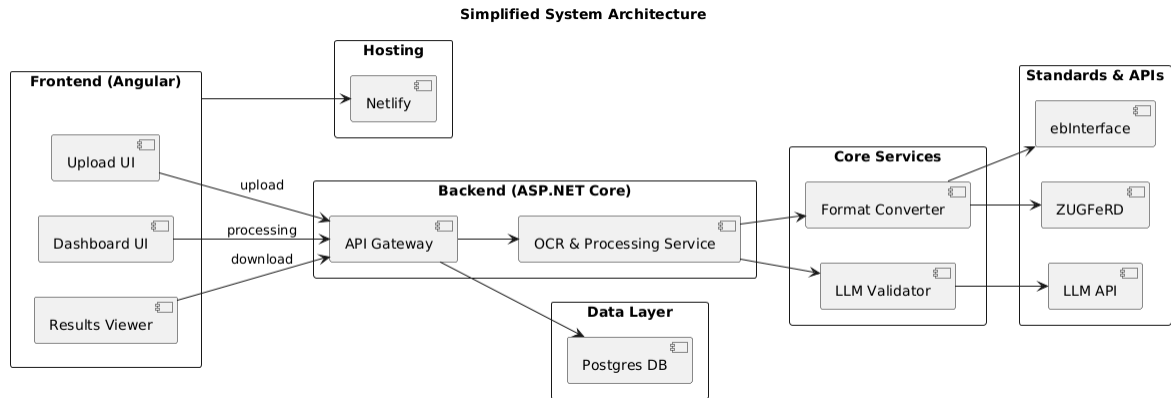 Simplified System Architecture
Hosting
Netlify
Frontend (Angular)
Upload UI
Dashboard UI
Results Viewer
upload
processing
download
Backend (ASP.NET Core)
API Gateway
OCR & Processing Service
Data Layer
Postgres DB
Core Services
Format Converter
LLM Validator
Standards & APIs
ebInterface
ZUGFeRD
LLM API